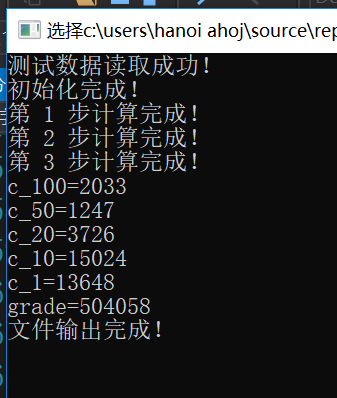 选择c:\users\hanoi ahoj\source\rep
测试数据读取成功！
初始化完成！
第 1 步计算完成！
第 2 步计算完成！
第 3 步计算完成！
c_100=2033
c_50=1247
c_20=3726
c_10=15024
c_1=13648
grade=504058
文件输出完成！